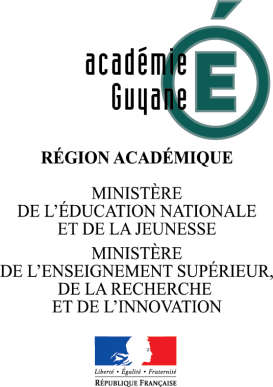 académie
Guyane
É
RÉGION ACADÉMIQUE
MINISTÈRE
DE L'ÉDUCATION NATIONALE
ET DE LA JEUNESSE
MINISTÈRE
DE L'ENSEIGNEMENT SUPÉRIEUR,
DE LA RECHERCHE
ET DE L'INNOVATION
Liberté • Égalité • Fraternité
RÉPUBLIQUE FRANÇAISE